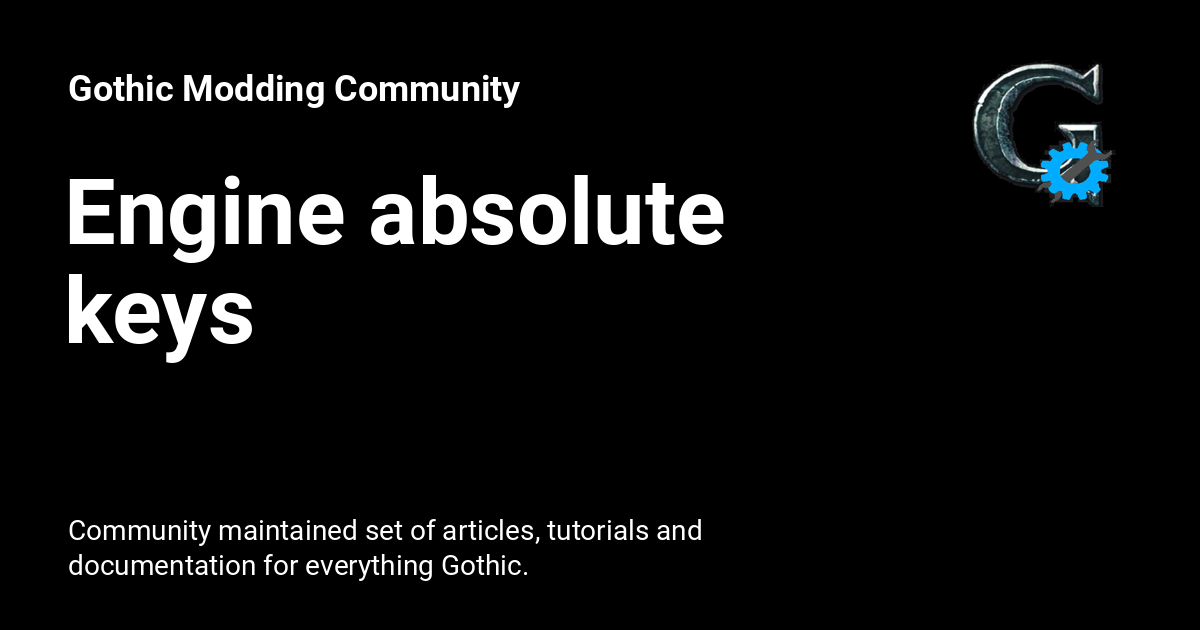 Gothic Modding Community
Engine absolute
keys
Community maintained set of articles, tutorials and
documentation for everything Gothic.